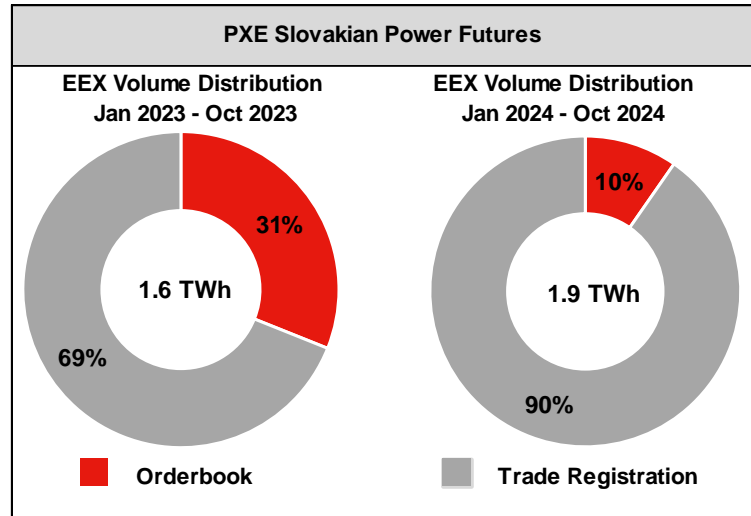 PXE Slovakian Power Futures
EEX Volume Distribution
Jan 2023 - Oct 2023
31%
1.6 TWh
69%
EEX Volume Distribution
Jan 2024 - Oct 2024
10%
1.9 TWh
90%
Orderbook
Trade Registration